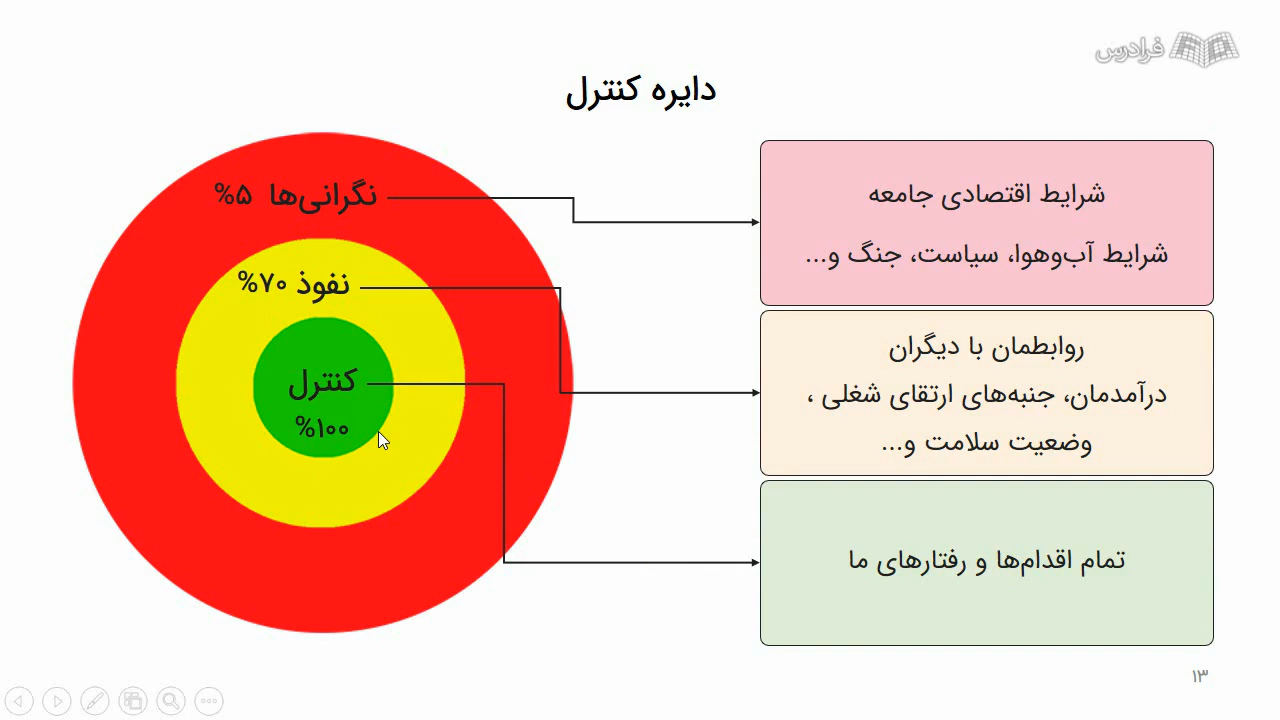 فرادرس
دایره کنترل
نگرانی‌ها ۵%
نفوذ ۷۰%
کنترل
۱۰۰%
شرایط اقتصادی جامعه
شرایط آب‌وهوا، سیاست، جنگ و...
روابطمان با دیگران
درآمدمان، جنبه‌های ارتقای شغلی ،
وضعیت سلامت و...
تمام اقدام‌ها و رفتارهای ما
۱۳